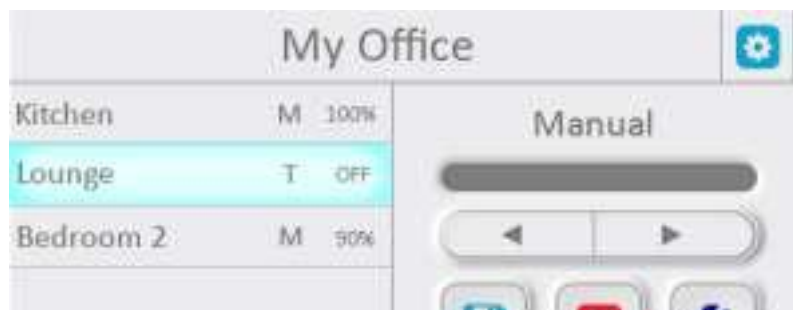 My Office
Kitchen M 100%
Lounge T OFF
Bedroom 2 M 90%
Manual